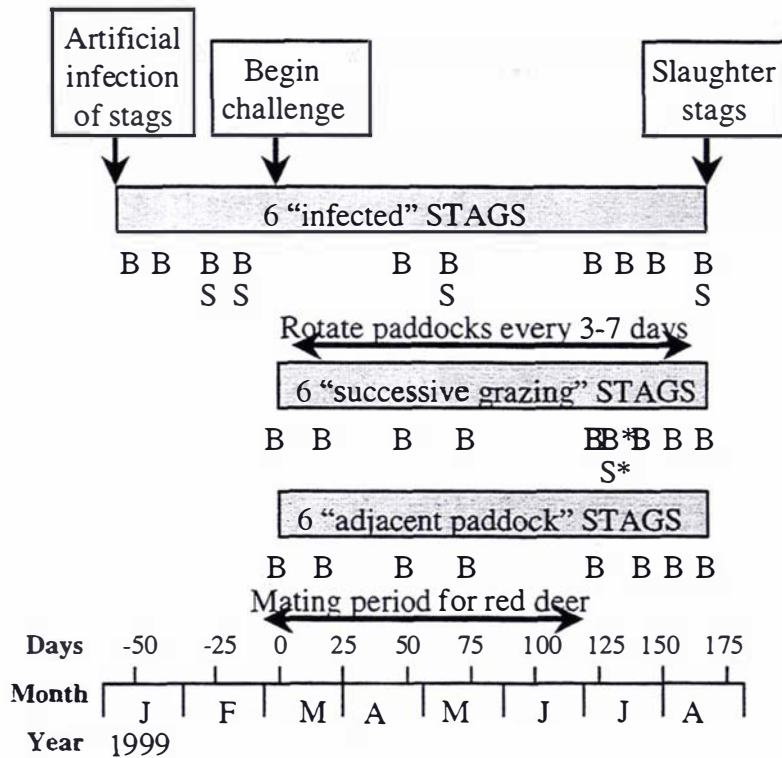 Artificial
infection
of stags
Begin
challenge
Slaughter
stags
6 “infected” STAGS
B B B B B B B B B B
S S S S
Rotate paddocks every 3-7 days
6 “successive grazing” STAGS
B B B B B B* B B B
S*
6 “adjacent paddock” STAGS
B B B B B B B B
Mating period for red deer
Days -50 -25 0 25 50 75 100 125 150 175
Month J F M A M J J A
Year 1999